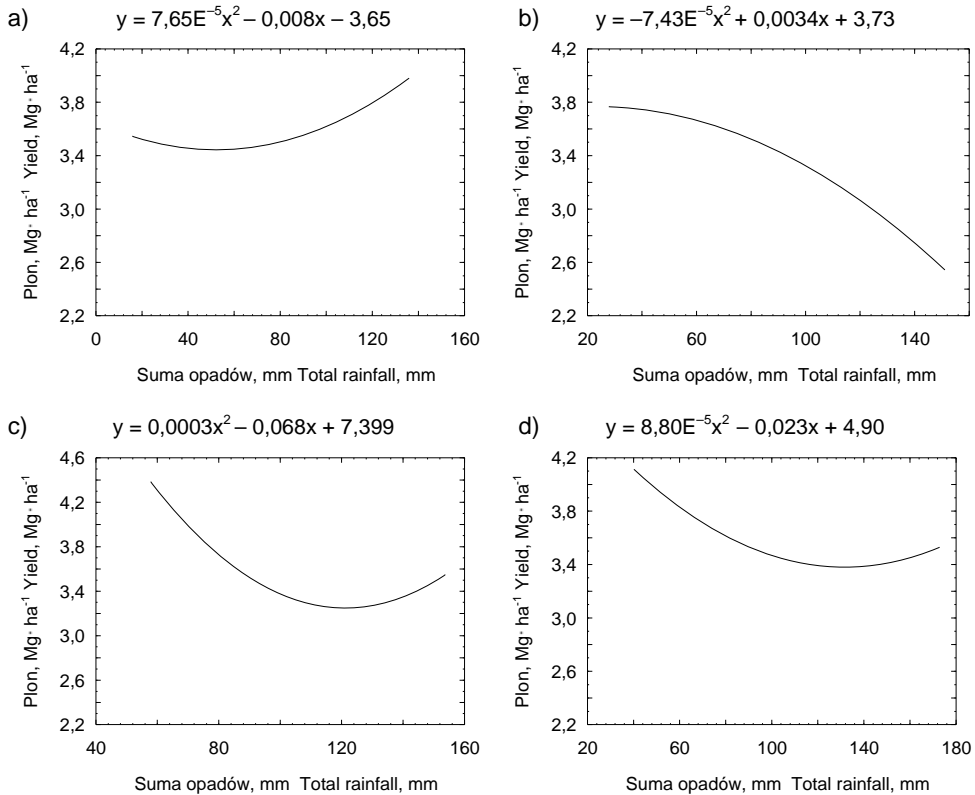 a) y = 7,65E⁻⁵x² – 0,008x – 3,65
4,2
3,8
3,4
3,0
2,6
2,2
0 40 80 120 160
Plon, Mg· ha⁻¹ Yield, Mg· ha⁻¹
Suma opadów, mm Total rainfall, mm
b) y = –7,43E⁻⁵x² + 0,0034x + 3,73
4,2
3,8
3,4
3,0
2,6
2,2
20 60 100 140
Plon, Mg· ha⁻¹ Yield, Mg· ha⁻¹
Suma opadów, mm Total rainfall, mm
c) y = 0,0003x² – 0,068x + 7,399
4,6
4,2
3,8
3,4
3,0
2,6
2,2
40 80 120 160
Plon, Mg· ha⁻¹ Yield, Mg· ha⁻¹
Suma opadów, mm Total rainfall, mm
d) y = 8,80E⁻⁵x² – 0,023x + 4,90
4,2
3,8
3,4
3,0
2,6
2,2
20 60 100 140 180
Plon, Mg· ha⁻¹ Yield, Mg· ha⁻¹
Suma opadów, mm Total rainfall, mm